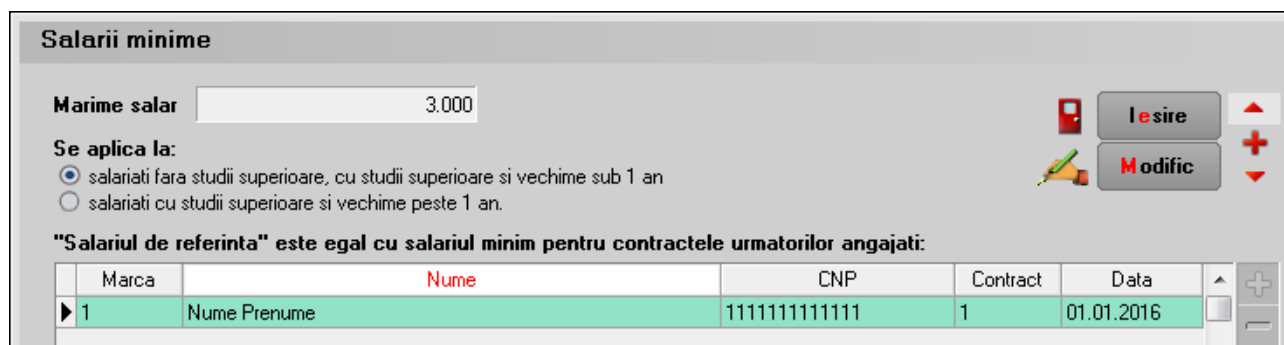 Salarii minime
Marime salar 3.000
Iesire
Se aplica la:
salariati fara studii superioare, cu studii superioare si vechime sub 1 an
Modific
salariati cu studii superioare si vechime peste 1 an.
"Salariul de referinta" este egal cu salariul minim pentru contractele urmatorilor angajati:
Marca Nume CNP Contract Data
1 Nume Prenume 1111111111111 1 01.01.2016